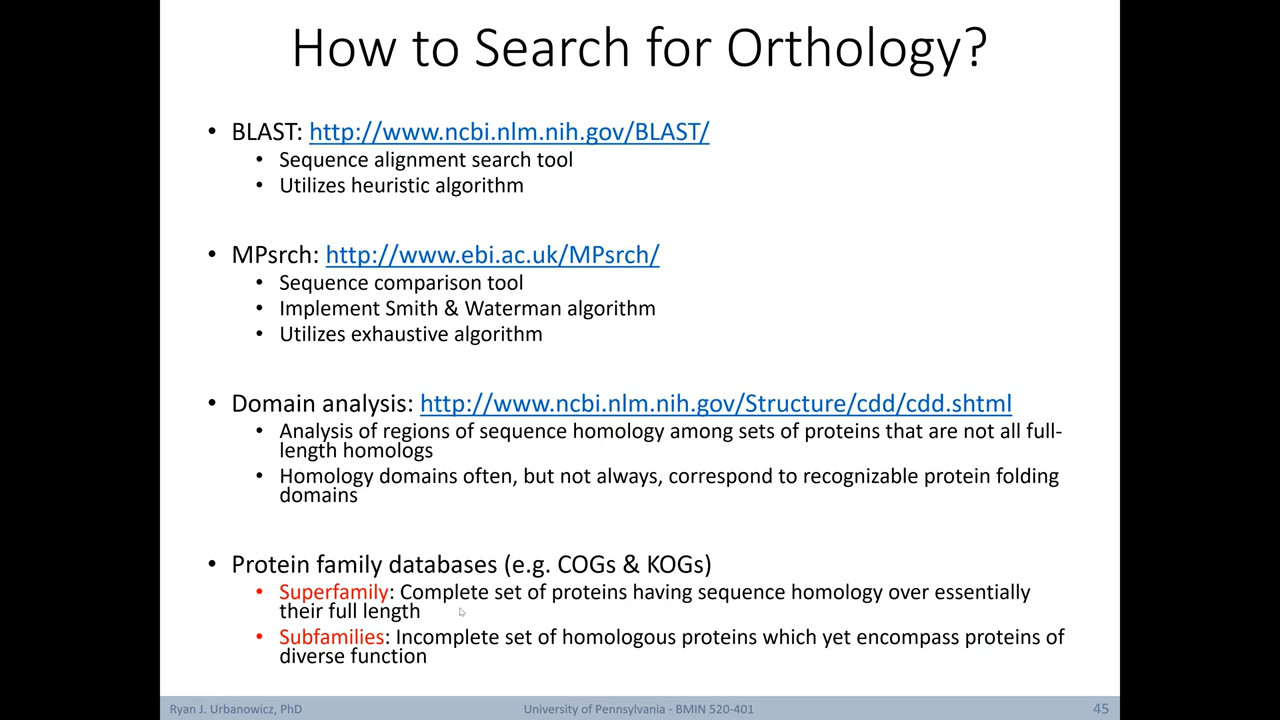 How to Search for Orthology?
• BLAST: http://www.ncbi.nlm.nih.gov/BLAST/
• Sequence alignment search tool
• Utilizes heuristic algorithm
• MPsrch: http://www.ebi.ac.uk/MPsrch/
• Sequence comparison tool
• Implement Smith & Waterman algorithm
• Utilizes exhaustive algorithm
• Domain analysis: http://www.ncbi.nlm.nih.gov/Structure/cdd/cdd.shtml
• Analysis of regions of sequence homology among sets of proteins that are not all full-
length homologs
• Homology domains often, but not always, correspond to recognizable protein folding
domains
• Protein family databases (e.g. COGs & KOGs)
• Superfamily: Complete set of proteins having sequence homology over essentially
their full length
• Subfamilies: Incomplete set of homologous proteins which yet encompass proteins of
diverse function
Ryan J. Urbanowicz, PhD University of Pennsylvania - BMIN 520-401 45